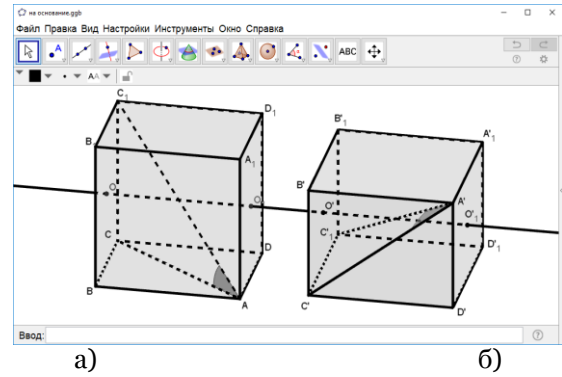 на основание.ggb
Файл Правка Вид Настройки Инструменты Окно Справка
A ABC
AA
C₁ D₁ B'₁ A'₁
B₁ A₁ B' A'
O O₁ O' O'₁
C D C'₁ D'₁
B A C' D'
Ввод:
а) б)